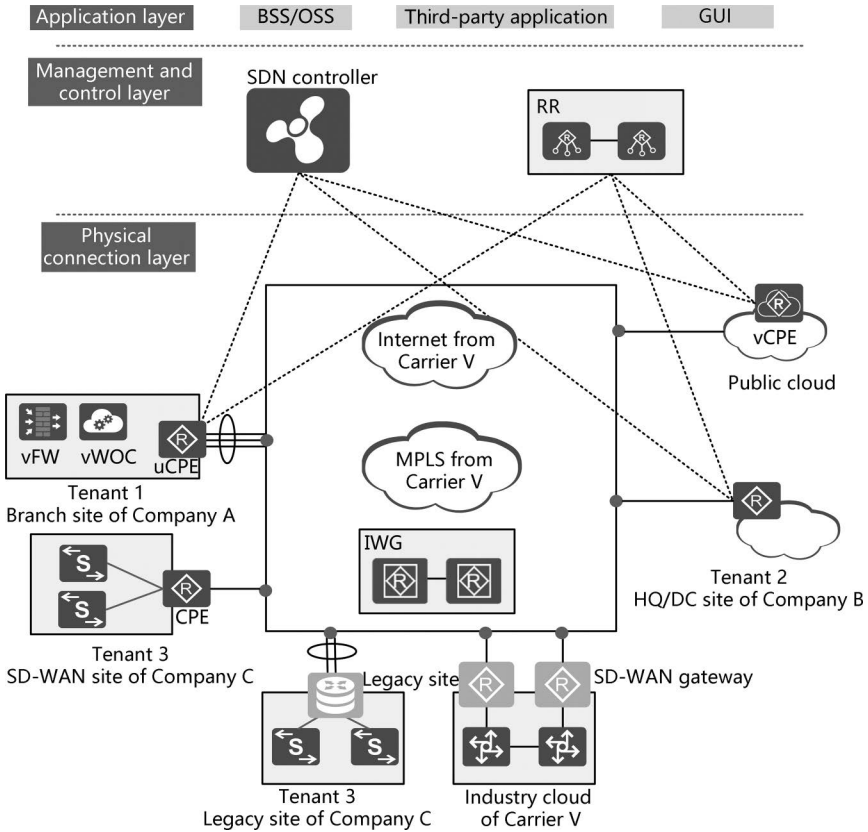 Application layer
BSS/OSS
Third-party application
GUI
Management and
control layer
SDN controller
RR
R
R
Physical
connection layer
Internet from
Carrier V
R
vCPE
Public cloud
vFW
vWOC
R
uCPE
Tenant 1
Branch site of Company A
MPLS from
Carrier V
R
Tenant 2
HQ/DC site of Company B
IWG
R
R
S
S
R
CPE
Tenant 3
SD-WAN site of Company C
Legacy site
R
R
SD-WAN gateway
S
S
Tenant 3
Legacy site of Company C
Industry cloud
of Carrier V